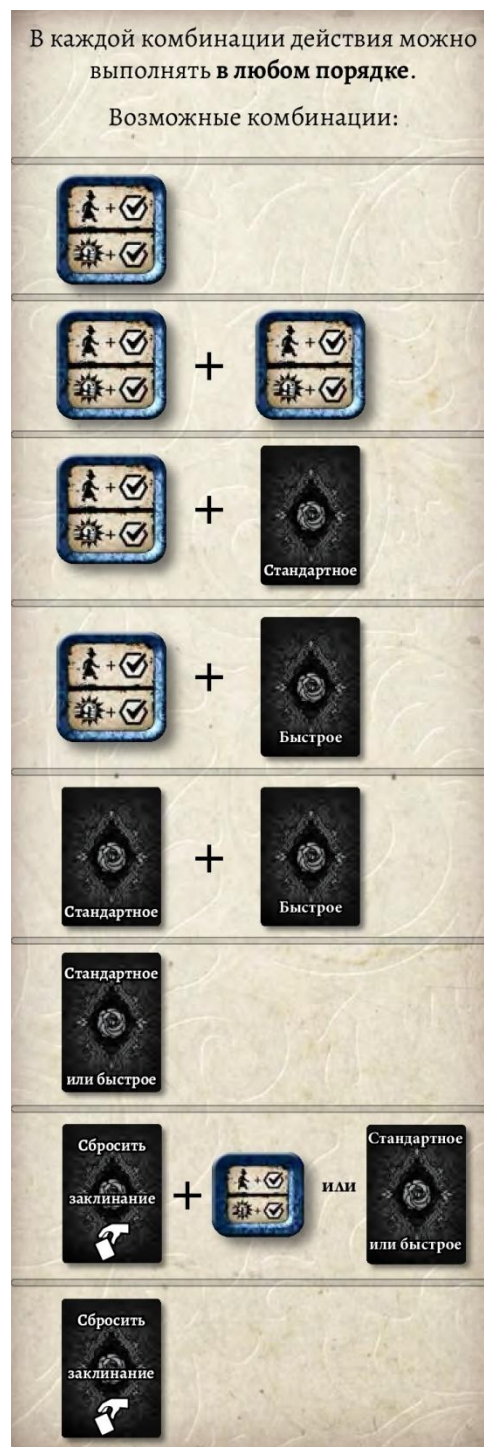 В каждой комбинации действия можно
выполнять в любом порядке.
Возможные комбинации:
+
+
+
+
+ +
+ +
+
+
+
+
+
+
+
Стандартное
+
+
+
Быстрое
+
Стандартное
Быстрое
Стандартное
или быстрое
Сбросить
заклинание
+
+
+
или
Стандартное
или быстрое
Сбросить
заклинание